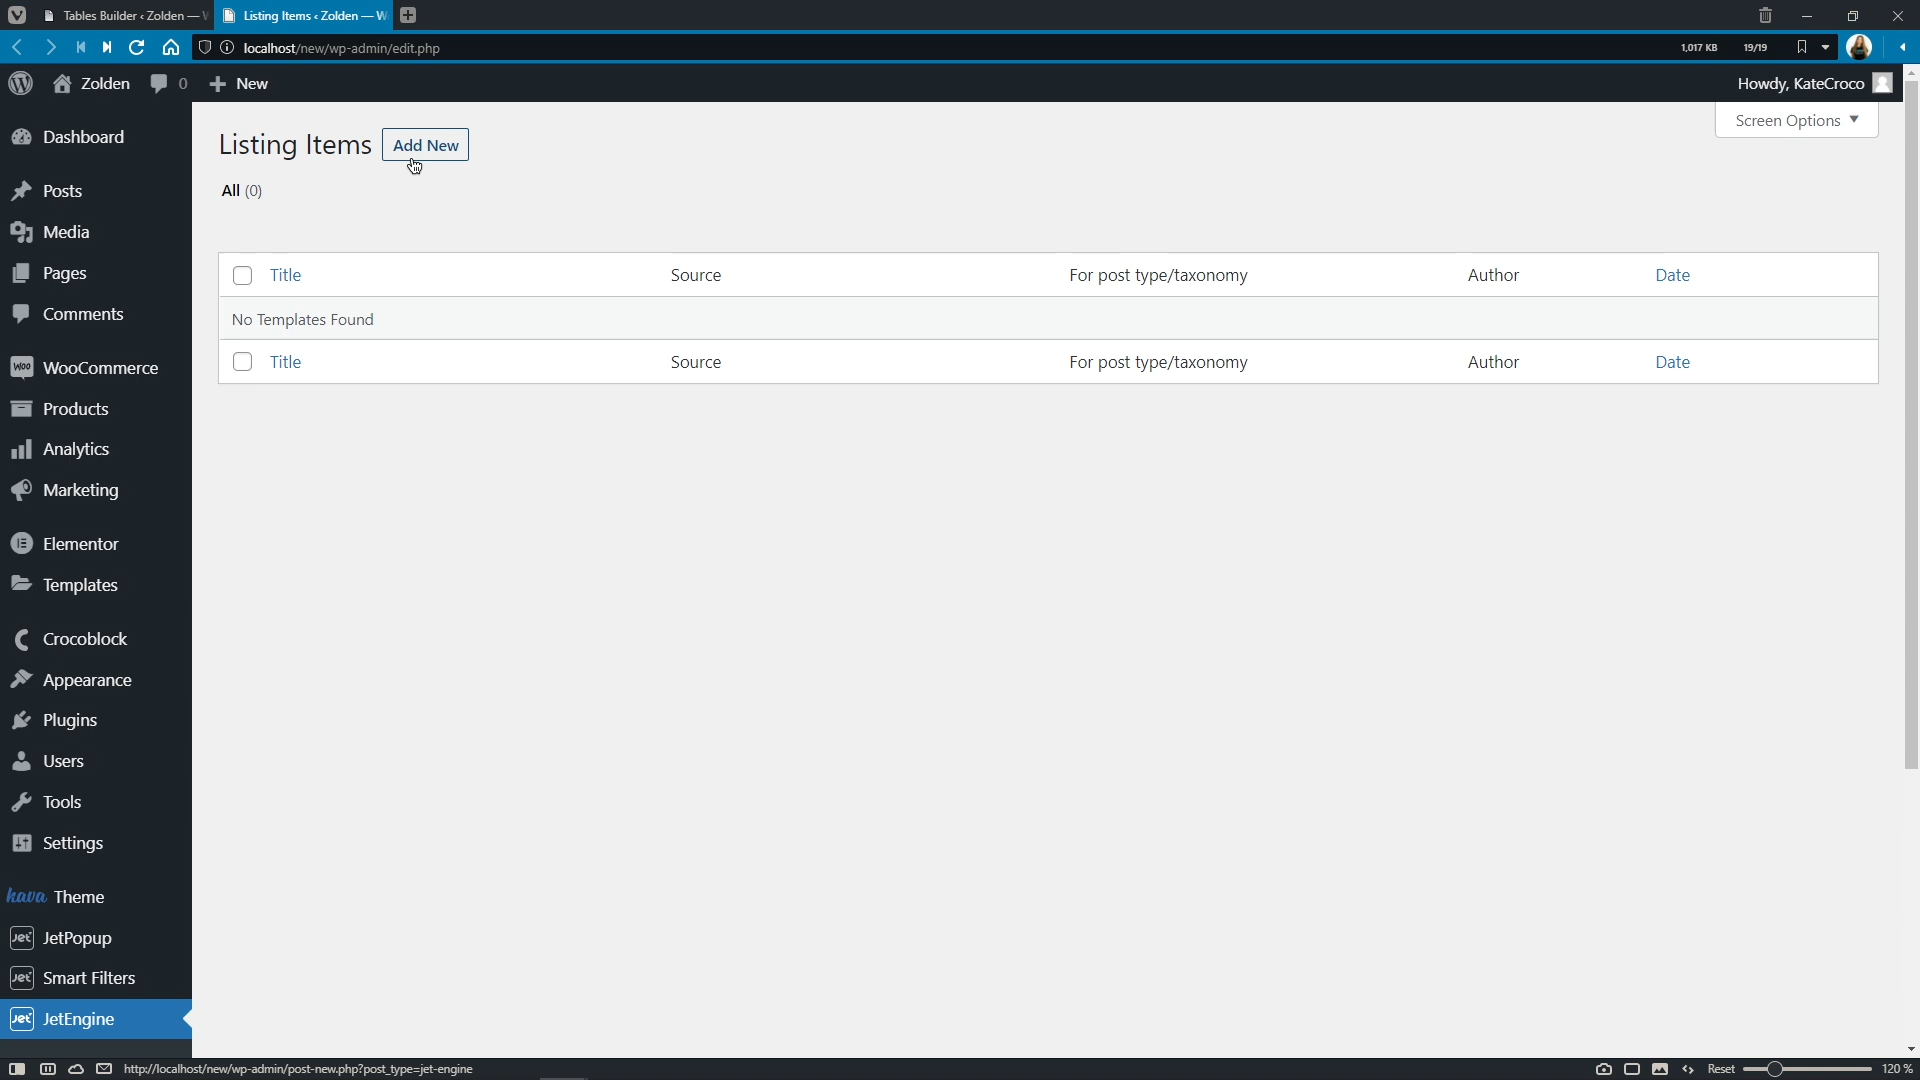 Tables Builder ‹ Zolden — W
Listing Items ‹ Zolden — W
localhost/new/wp-admin/edit.php
1,017 KB
19/19
Zolden
0
New
Howdy, KateCroco
Screen Options
Dashboard
Posts
Media
Pages
Comments
WooCommerce
Products
Analytics
Marketing
Elementor
Templates
Crocoblock
Appearance
Plugins
Users
Tools
Settings
kava Theme
Jet JetPopup
Jet Smart Filters
Jet JetEngine
Listing Items
Add New
All (0)
Title Source For post type/taxonomy Author Date
No Templates Found
Title Source For post type/taxonomy Author Date
http://localhost/new/wp-admin/post-new.php?post_type=jet-engine
Reset
120 %